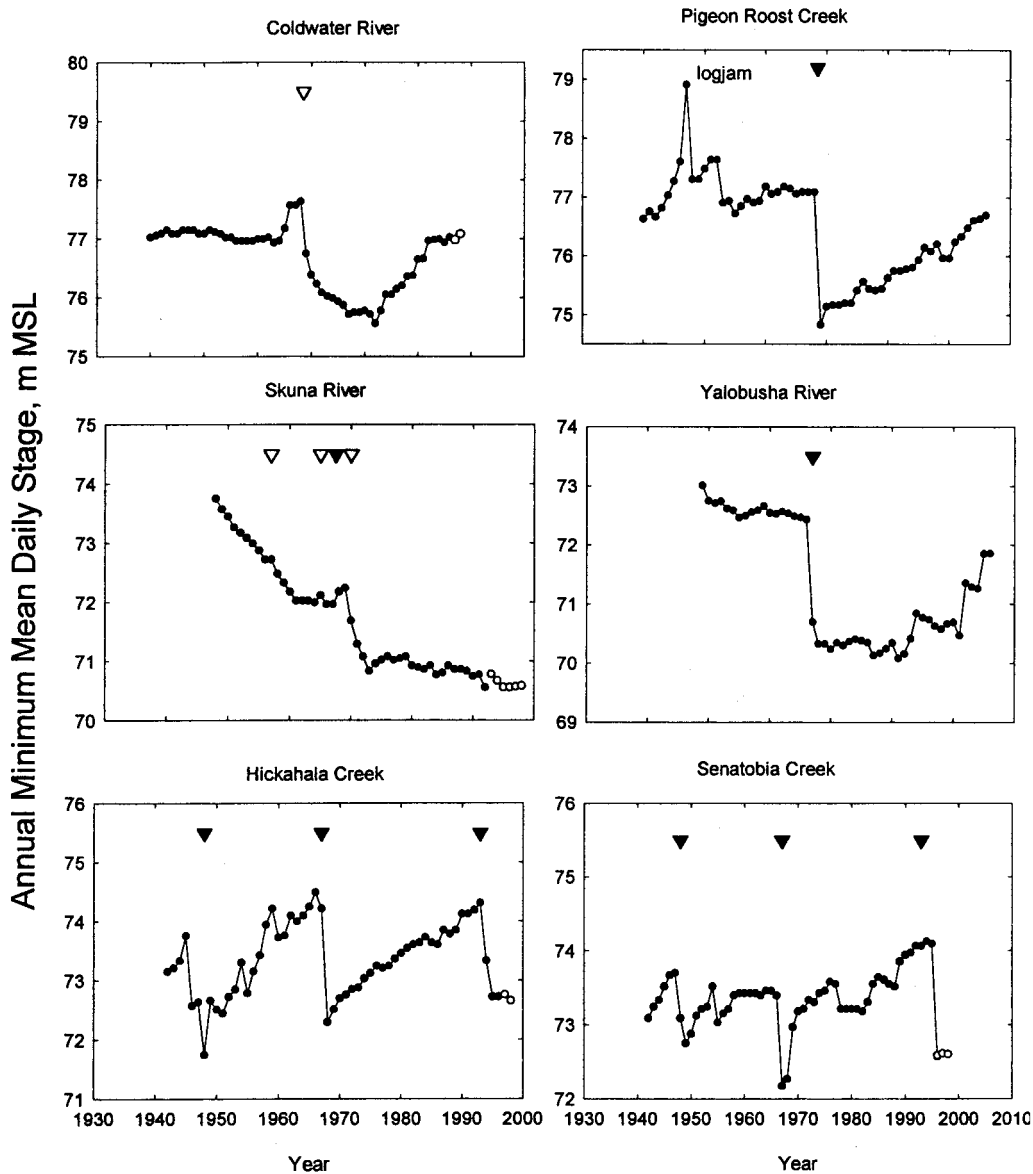 Coldwater River
Pigeon Roost Creek
80
79
78
77
76
75
79
78
77
76
75
logjam
Annual Minimum Mean Daily Stage, m MSL
Skuna River
Yalobusha River
75
74
73
72
71
70
74
73
72
71
70
69
Hickahala Creek
Senatobia Creek
76
75
74
73
72
71
76
75
74
73
72
1930 1940 1950 1960 1970 1980 1990 2000
1930 1940 1950 1960 1970 1980 1990 2000 2010
Year
Year